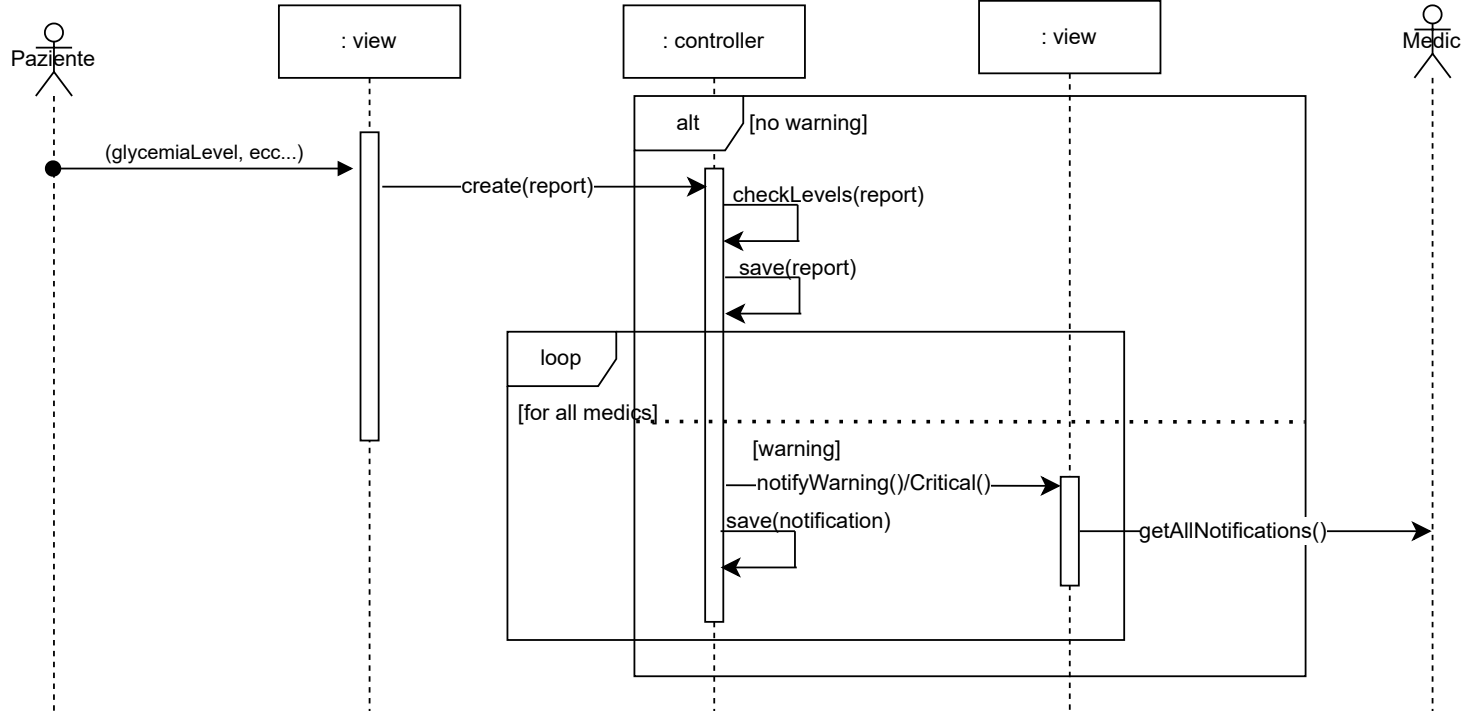 Paziente
: view
: controller
: view
Medic
alt
[no warning]
(glycemiaLevel, ecc...)
create(report)
checkLevels(report)
save(report)
loop
[for all medics]
[warning]
notifyWarning()/Critical()
save(notification)
getAllNotifications()